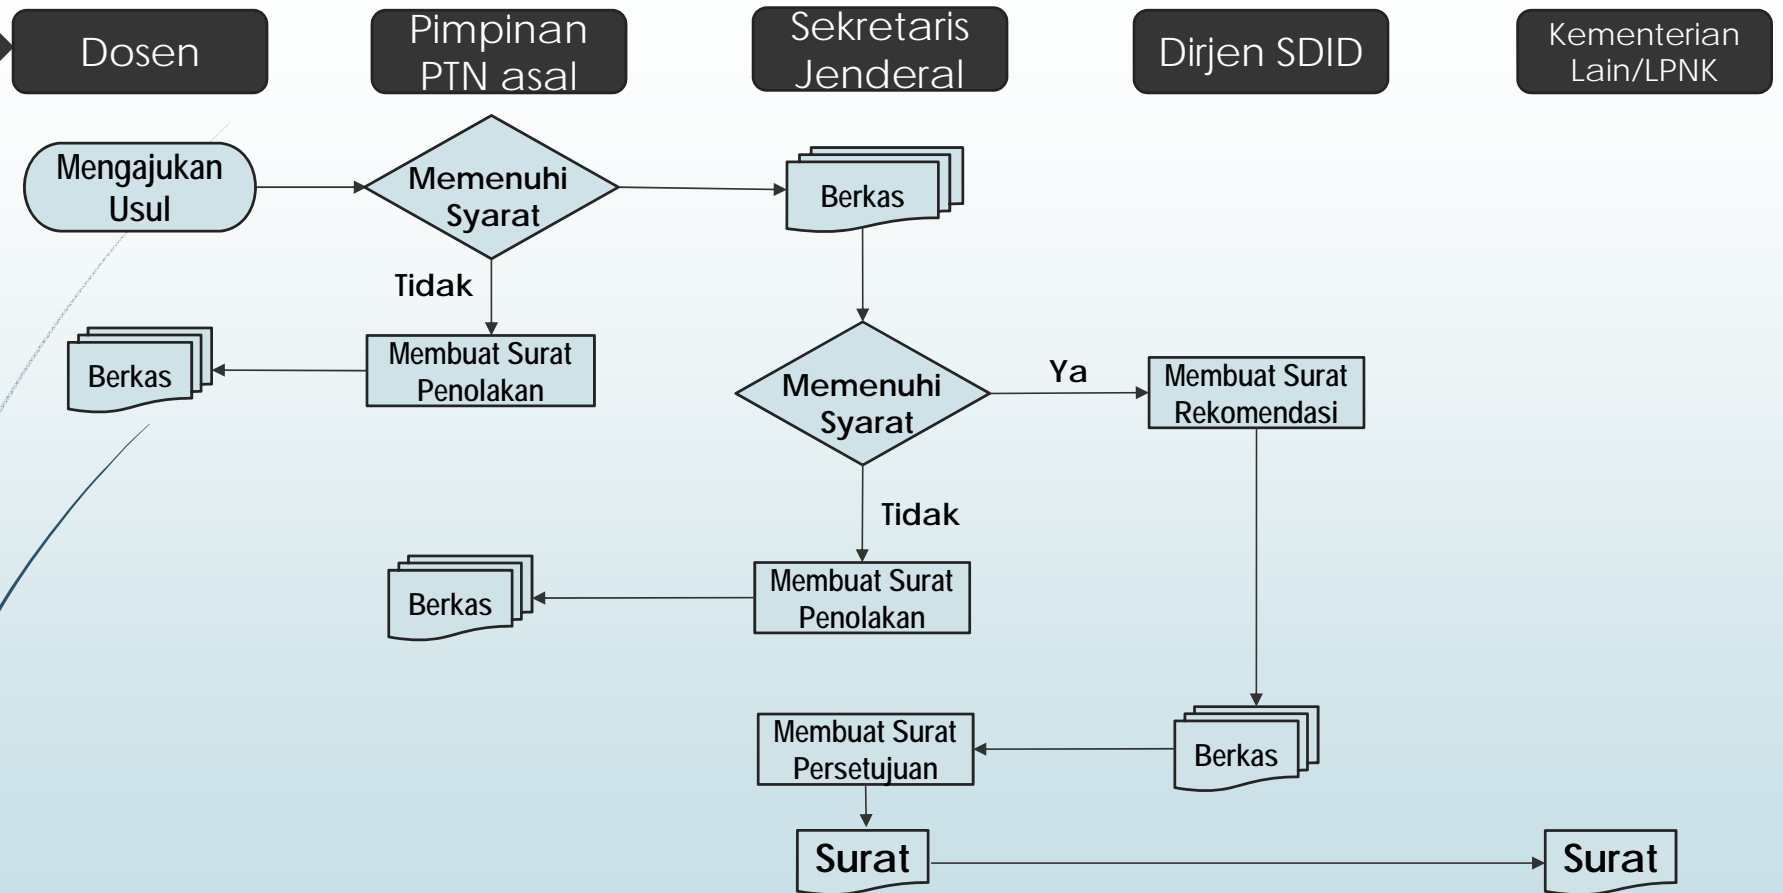 Dosen
Pimpinan
PTN asal
Sekretaris
Jenderal
Dirjen SDID
Kementerian
Lain/LPNK
Mengajukan
Usul
Memenuhi
Syarat
Berkas
Tidak
Berkas
Membuat Surat
Penolakan
Memenuhi
Syarat
Ya
Membuat Surat
Rekomendasi
Tidak
Berkas
Membuat Surat
Penolakan
Membuat Surat
Persetujuan
Berkas
Surat
Surat